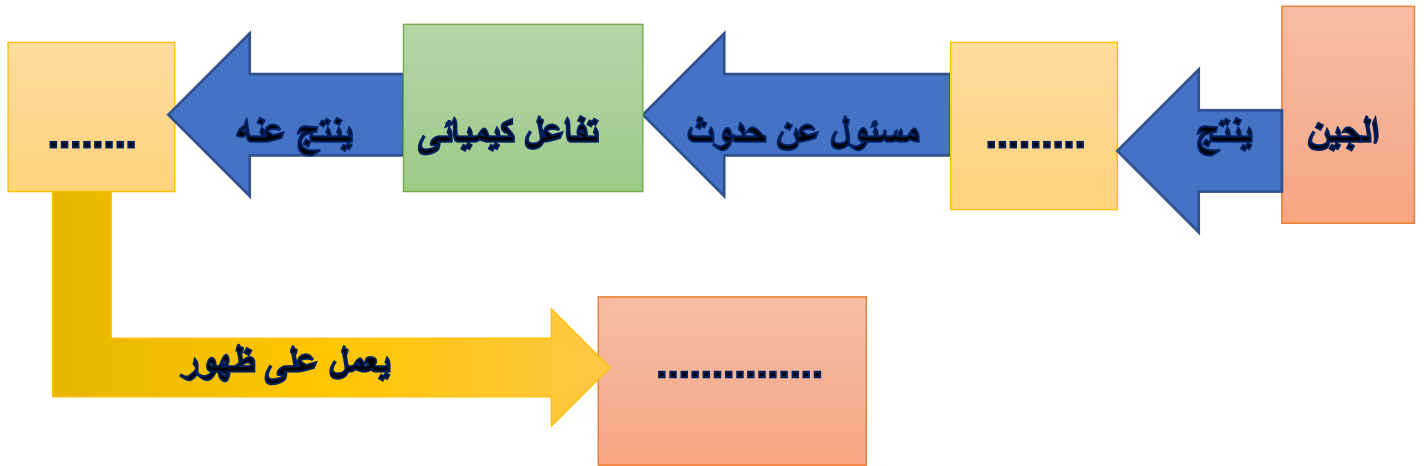 الجين
ينتج
.........
مسئول عن حدوث
تفاعل كيميائى
ينتج عنه
........
يعمل على ظهور
...............